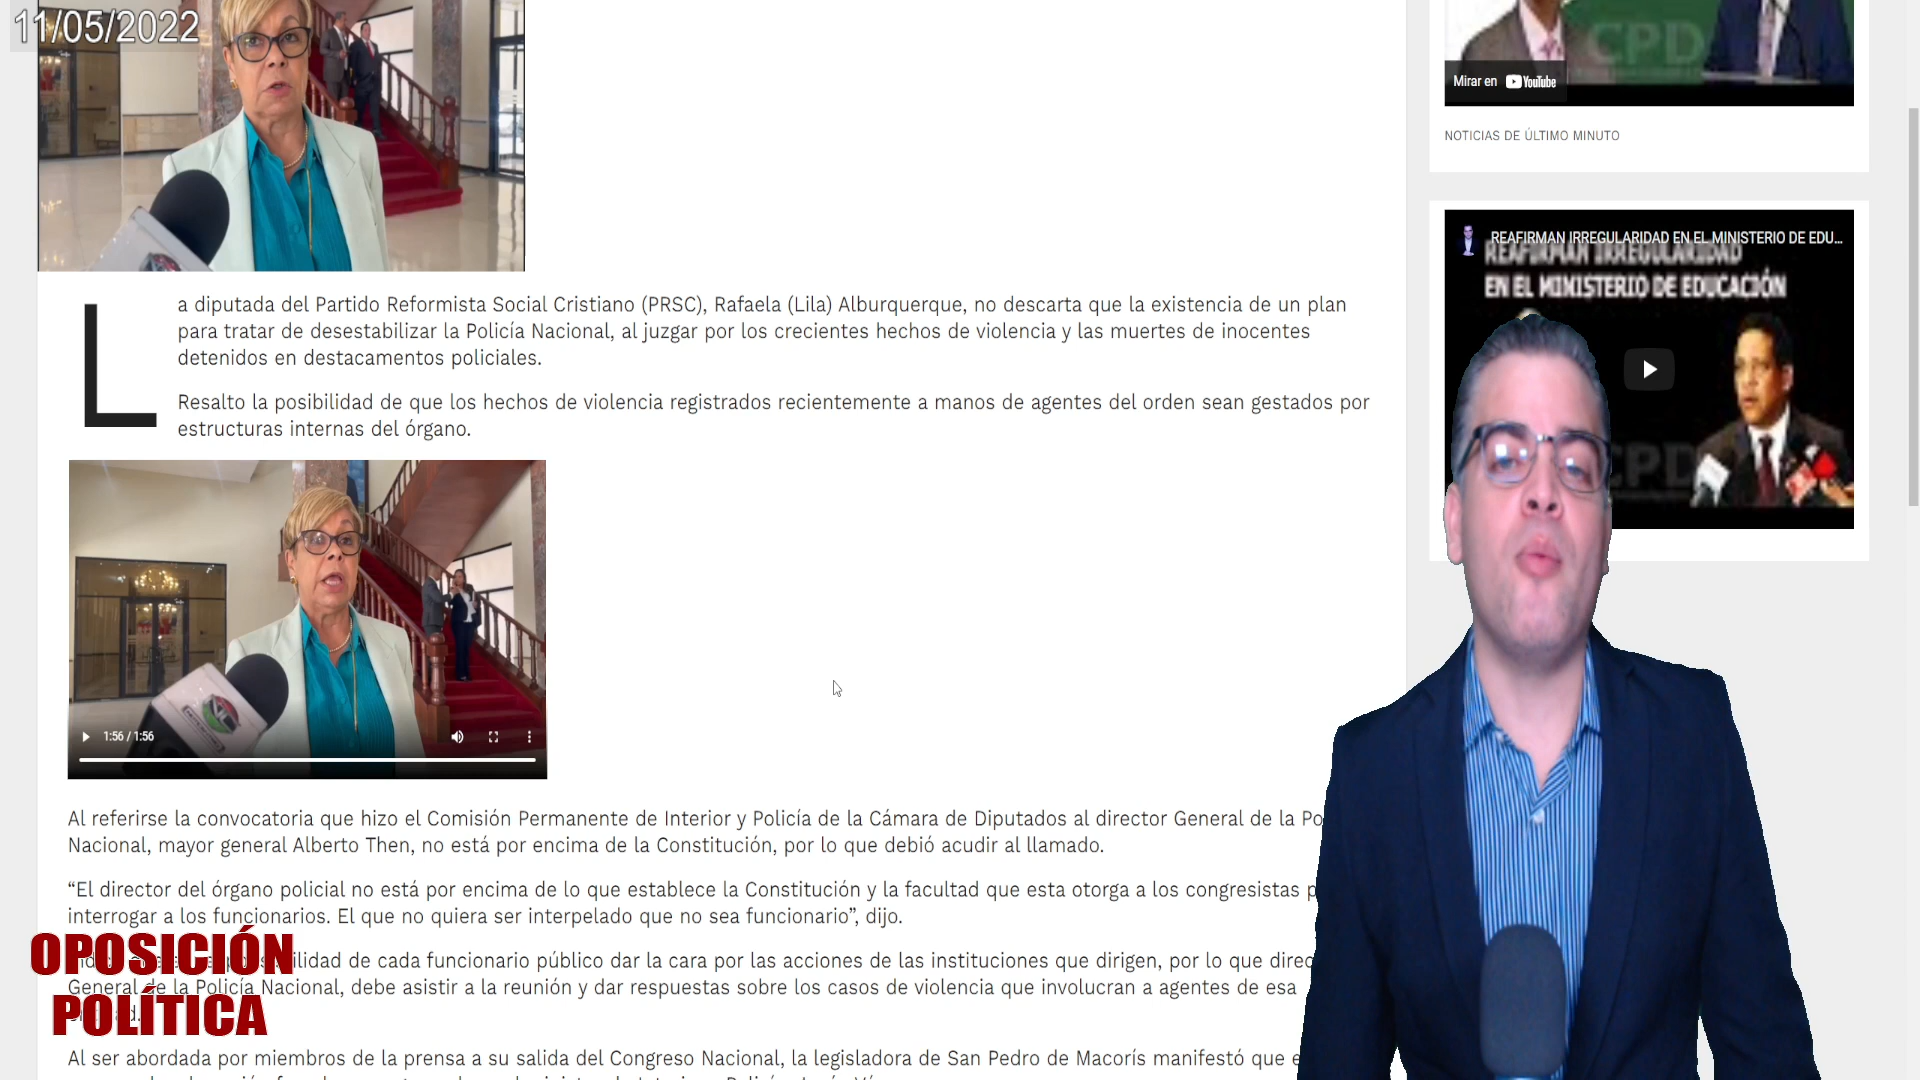 11/05/2022
CPD
Mirar en YouTube
NOTICIAS DE ÚLTIMO MINUTO
REAFIRMAN IRREGULARIDAD EN EL MINISTERIO DE EDU...
REAFIRMAN IRREGULARIDAD
EN EL MINISTERIO DE EDUCACIÓN
CPD
La diputada del Partido Reformista Social Cristiano (PRSC), Rafaela (Lila) Alburquerque, no descarta que la existencia de un plan
para tratar de desestabilizar la Policía Nacional, al juzgar por los crecientes hechos de violencia y las muertes de inocentes
detenidos en destacamentos policiales.
Resalto la posibilidad de que los hechos de violencia registrados recientemente a manos de agentes del orden sean gestados por
estructuras internas del órgano.
1:56 / 1:56
Al referirse la convocatoria que hizo el Comisión Permanente de Interior y Policía de la Cámara de Diputados al director General de la Po
Nacional, mayor general Alberto Then, no está por encima de la Constitución, por lo que debió acudir al llamado.
“El director del órgano policial no está por encima de lo que establece la Constitución y la facultad que esta otorga a los congresistas p
interrogar a los funcionarios. El que no quiera ser interpelado que no sea funcionario”, dijo.
de cada funcionario público dar la cara por las acciones de las instituciones que dirigen, por lo que direc
General de la Policía Nacional, debe asistir a la reunión y dar respuestas sobre los casos de violencia que involucran a agentes de esa
OPOSICIÓN
POLÍTICA
Al ser abordada por miembros de la prensa a su salida del Congreso Nacional, la legisladora de San Pedro de Macorís manifestó que e